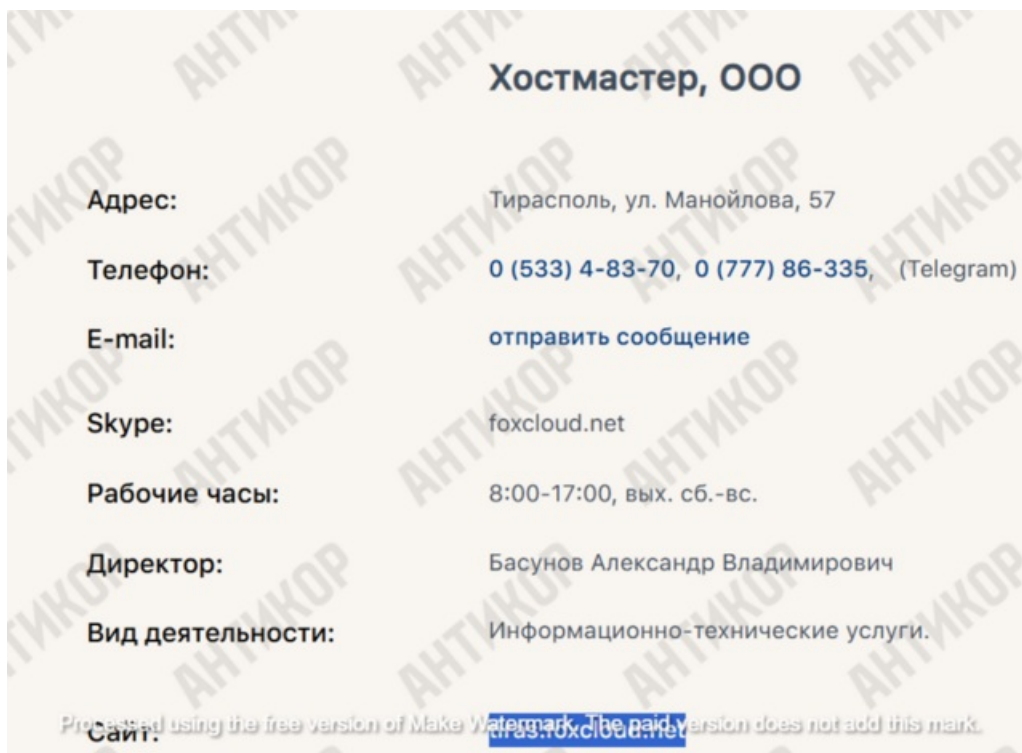 Хостмастер, ООО
Адрес: Тирасполь, ул. Манойлова, 57
Телефон: 0 (533) 4-83-70, 0 (777) 86-335, (Telegram)
E-mail: отправить сообщение
Skype: foxcloud.net
Рабочие часы: 8:00-17:00, вых. сб.-вс.
Директор: Басунов Александр Владимирович
Вид деятельности: Информационно-технические услуги.
Сайт: tiras.foxcloud.net
Processed using the free version of Make Watermark. The paid version does not add this mark.
АНТИКОР